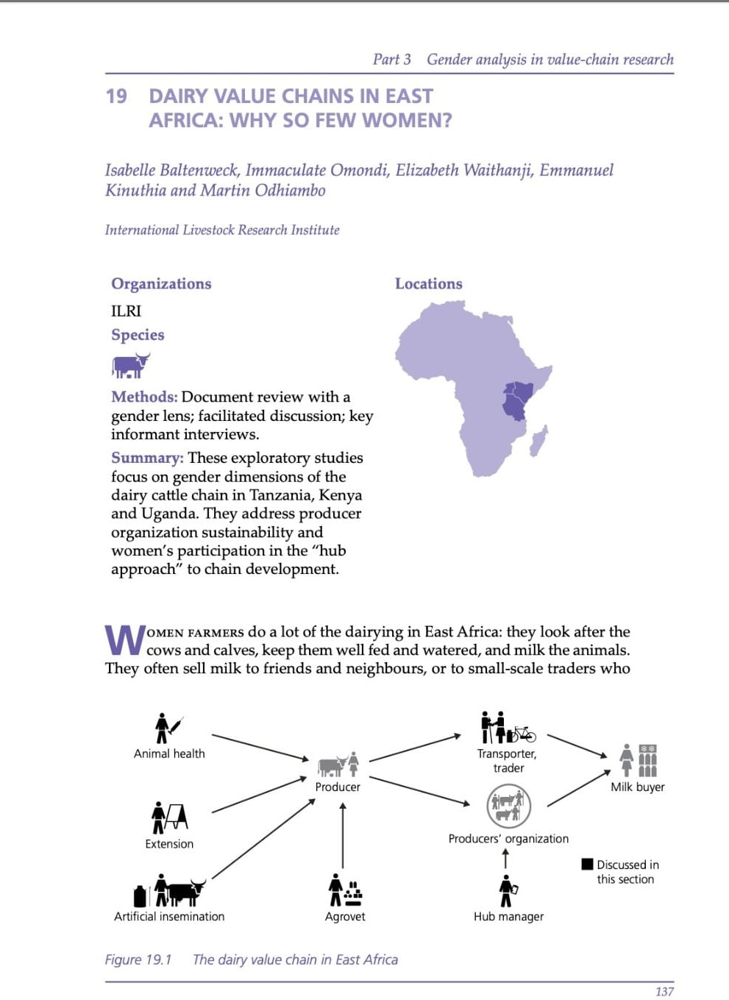 Part 3 Gender analysis in value-chain research
19 DAIRY VALUE CHAINS IN EAST
AFRICA: WHY SO FEW WOMEN?
Isabelle Baltenweck, Immaculate Omondi, Elizabeth Waithanji, Emmanuel
Kinuthia and Martin Odhiambo
International Livestock Research Institute
Organizations
ILRI
Species
Methods: Document review with a
gender lens; facilitated discussion; key
informant interviews.
Summary: These exploratory studies
focus on gender dimensions of the
dairy cattle chain in Tanzania, Kenya
and Uganda. They address producer
organization sustainability and
women's participation in the “hub
approach” to chain development.
Locations
WOMEN FARMERS do a lot of the dairying in East Africa: they look after the
cows and calves, keep them well fed and watered, and milk the animals.
They often sell milk to friends and neighbours, or to small-scale traders who
Animal health
Extension
Artificial insemination
Producer
Agrovet
Transporter,
trader
Producers' organization
Hub manager
Milk buyer
Discussed in
this section
Figure 19.1 The dairy value chain in East Africa
137